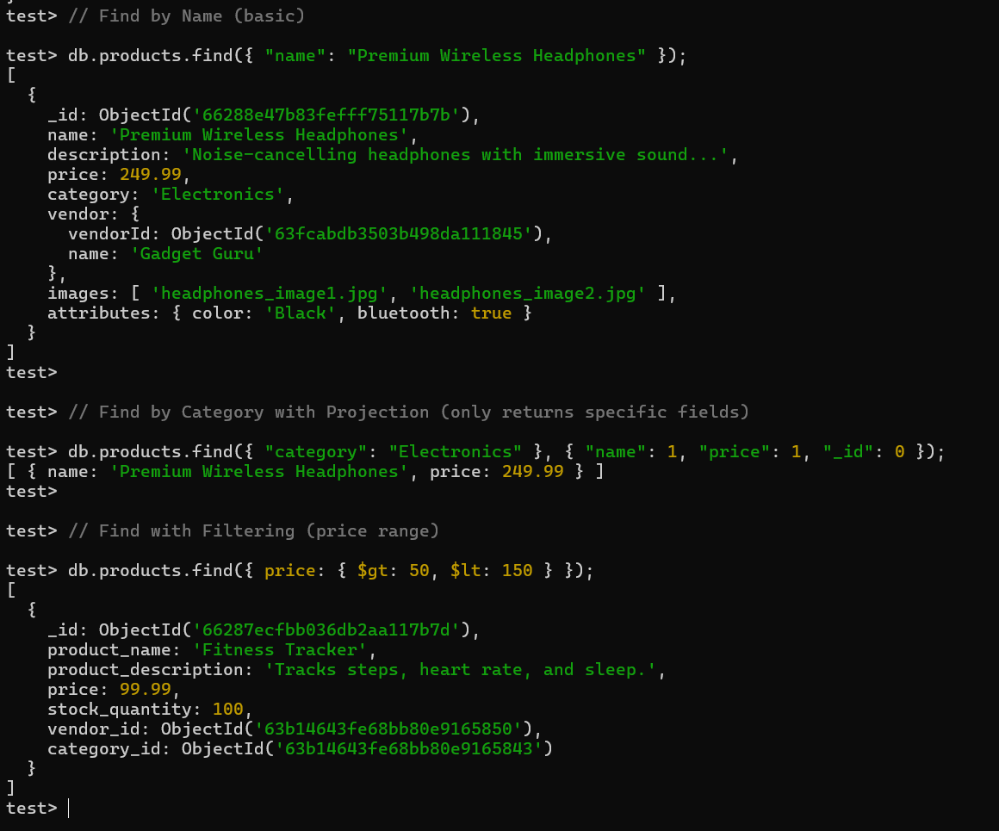 test> // Find by Name (basic)
test> db.products.find({ "name": "Premium Wireless Headphones" });
[
  {
    _id: ObjectId('66288e47b83fefff75117b7b'),
    name: 'Premium Wireless Headphones',
    description: 'Noise-cancelling headphones with immersive sound...',
    price: 249.99,
    category: 'Electronics',
    vendor: {
      vendorId: ObjectId('63fcabdb3503b498da111845'),
      name: 'Gadget Guru'
    },
    images: [ 'headphones_image1.jpg', 'headphones_image2.jpg' ],
    attributes: { color: 'Black', bluetooth: true }
  }
]
test>
test> // Find by Category with Projection (only returns specific fields)
test> db.products.find({ "category": "Electronics" }, { "name": 1, "price": 1, "_id": 0 });
[ { name: 'Premium Wireless Headphones', price: 249.99 } ]
test>
test> // Find with Filtering (price range)
test> db.products.find({ price: { $gt: 50, $lt: 150 } });
[
  {
    _id: ObjectId('66287ecfbb036db2aa117b7d'),
    product_name: 'Fitness Tracker',
    product_description: 'Tracks steps, heart rate, and sleep.',
    price: 99.99,
    stock_quantity: 100,
    vendor_id: ObjectId('63b14643fe68bb80e9165850'),
    category_id: ObjectId('63b14643fe68bb80e9165843')
  }
]
test>